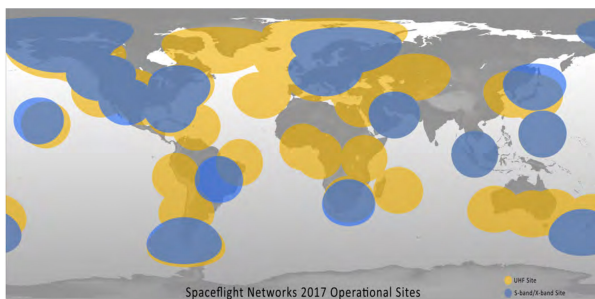 UHF Site
S-band/X-band Site
Spaceflight Networks 2017 Operational Sites